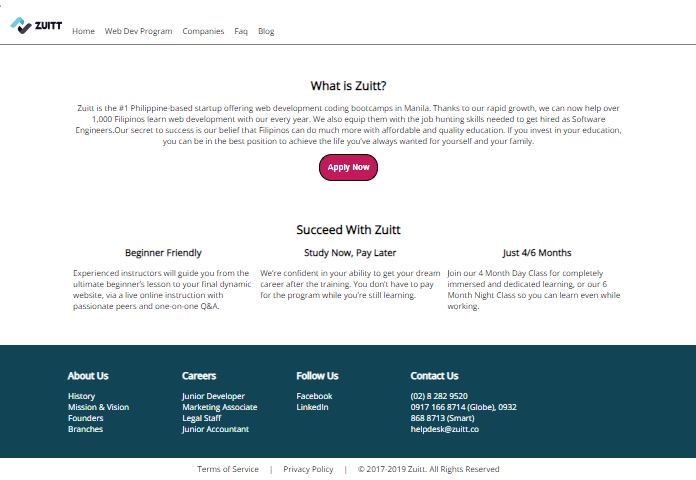 ZUITT
Home Web Dev Program Companies Faq Blog
What is Zuitt?
Zuitt is the #1 Philippine-based startup offering web development coding bootcamps in Manila. Thanks to our rapid growth, we can now help over
1,000 Filipinos learn web development with our every year. We also equip them with the job hunting skills needed to get hired as Software
Engineers.Our secret to success is our belief that Filipinos can do much more with affordable and quality education. If you invest in your education,
you can be in the best position to achieve the life you've always wanted for yourself and your family.
Apply Now
Succeed With Zuitt
Beginner Friendly
Experienced instructors will guide you from the
ultimate beginner's lesson to your final dynamic
website, via a live online instruction with
passionate peers and one-on-one Q&A.
Study Now, Pay Later
We're confident in your ability to get your dream
career after the training. You don't have to pay
for the program while you're still learning.
Just 4/6 Months
Join our 4 Month Day Class for completely
immersed and dedicated learning, or our 6
Month Night Class so you can learn even while
working.
About Us
History
Mission & Vision
Founders
Branches
Careers
Junior Developer
Marketing Associate
Legal Staff
Junior Accountant
Follow Us
Facebook
LinkedIn
Contact Us
(02) 8 282 9520
0917 166 8714 (Globe), 0932
868 8713 (Smart)
helpdesk@zuitt.co
Terms of Service | Privacy Policy | © 2017-2019 Zuitt. All Rights Reserved